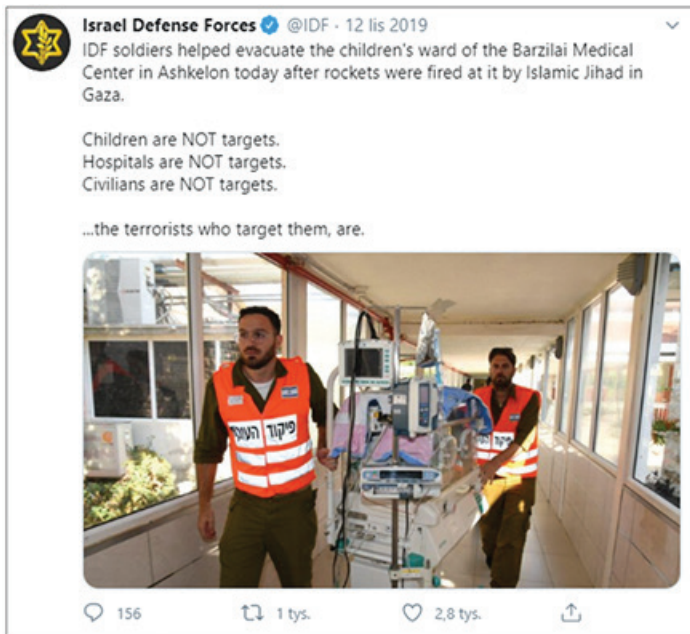 Israel Defense Forces @IDF · 12 lis 2019
IDF soldiers helped evacuate the children's ward of the Barzilai Medical
Center in Ashkelon today after rockets were fired at it by Islamic Jihad in
Gaza.
Children are NOT targets.
Hospitals are NOT targets.
Civilians are NOT targets.
...the terrorists who target them, are.
פיקוד העורף
פיקוד
156 1 tys. 2,8 tys.